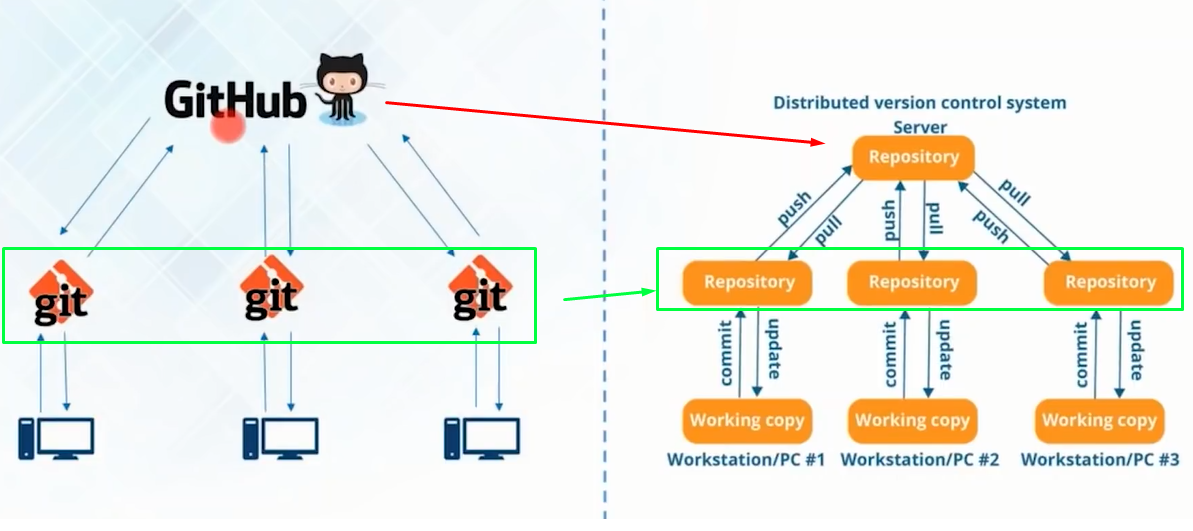 GitHub
git
git
git
Distributed version control system
Server
Repository
push
pull
push
pull
push
pull
Repository
Repository
Repository
commit
update
commit
update
commit
update
Working copy
Working copy
Working copy
Workstation/PC #1
Workstation/PC #2
Workstation/PC #3